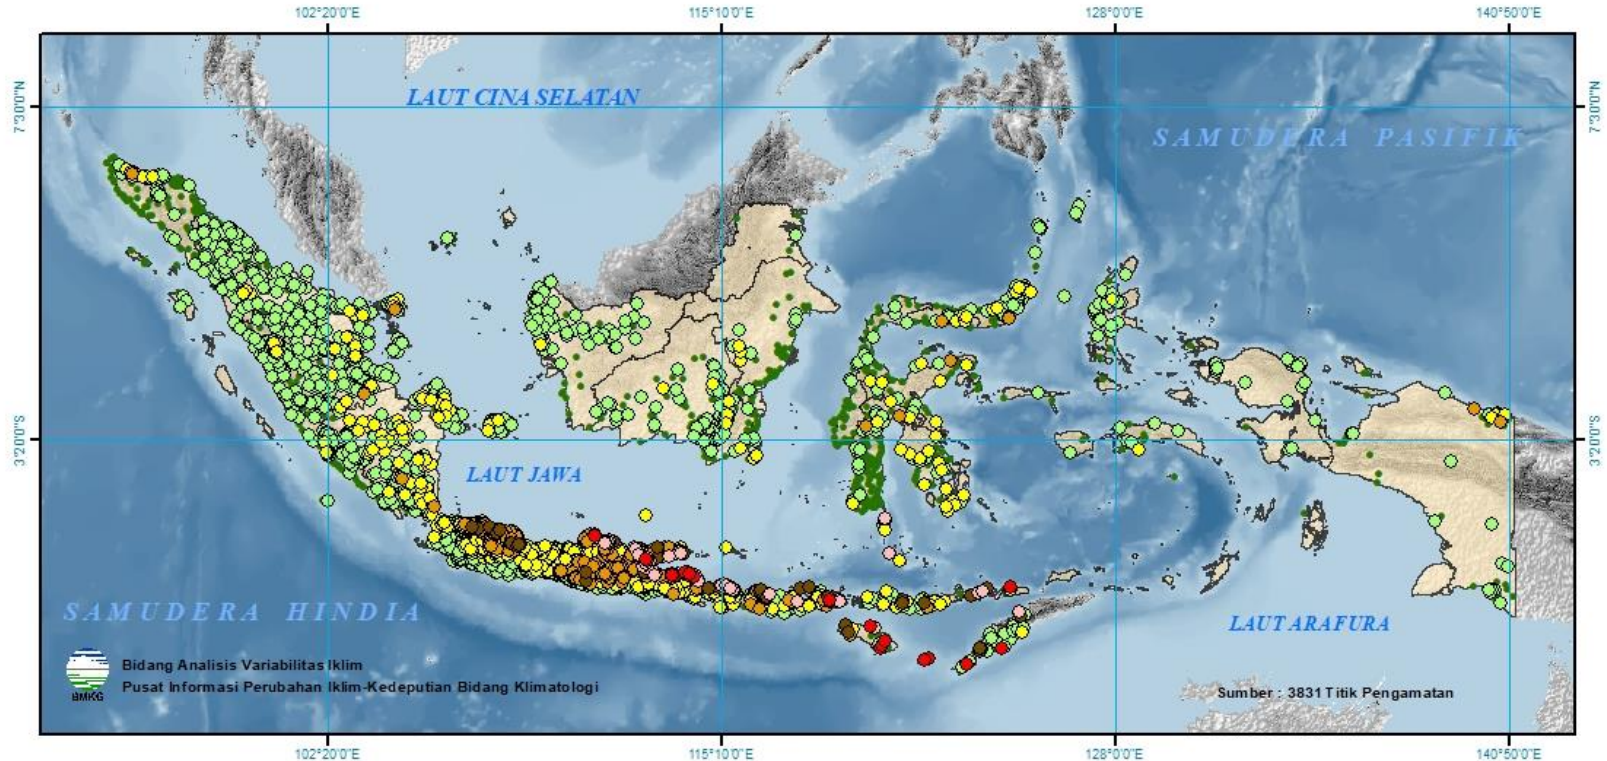 102°20'0"E 115°10'0"E 128°0'0"E 140°50'0"E
7°30'0"N 7°30'0"N
LAUT CINA SELATAN
SAMUDERA PASIFIK
3°20'0"S 3°20'0"S
LAUT JAWA
SAMUDERA HINDIA
LAUT ARAFURA
Bidang Analisis Variabilitas Iklim
Pusat Informasi Perubahan Iklim-Kedeputian Bidang Klimatologi
BMKG
Sumber : 3831 Titik Pengamatan
102°20'0"E 115°10'0"E 128°0'0"E 140°50'0"E